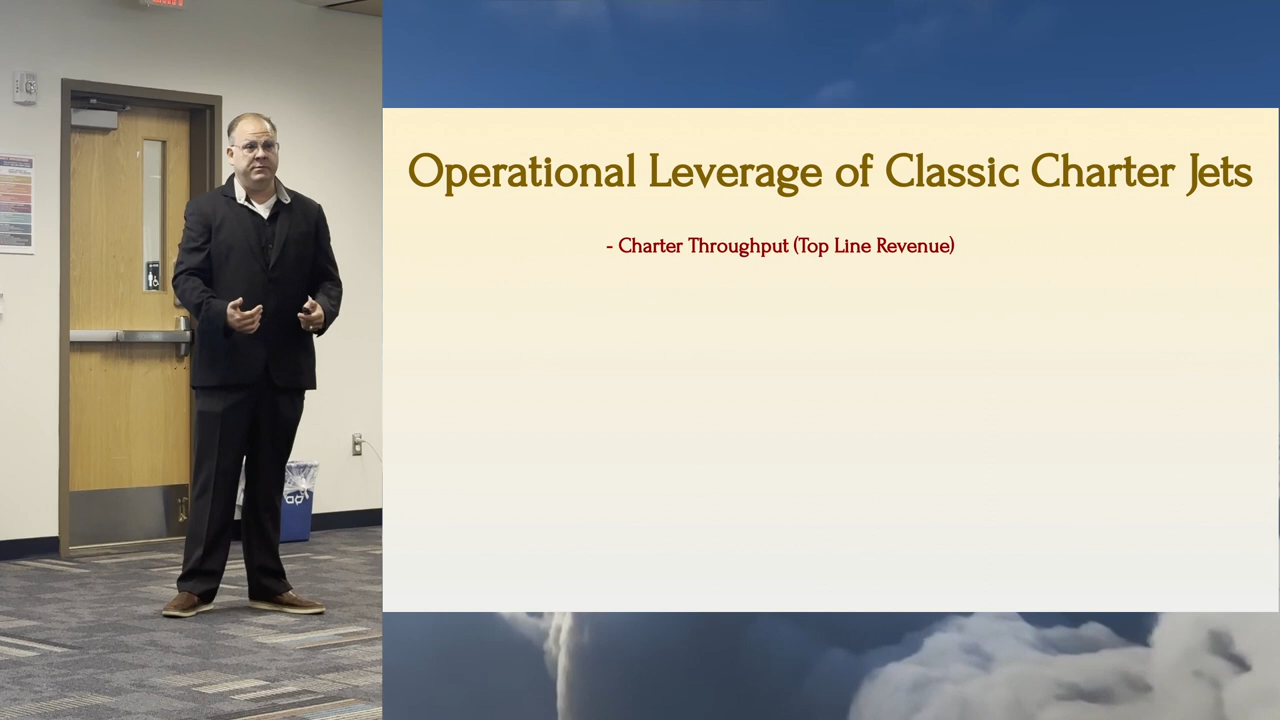 Operational Leverage of Classic Charter Jets
- Charter Throughput (Top Line Revenue)